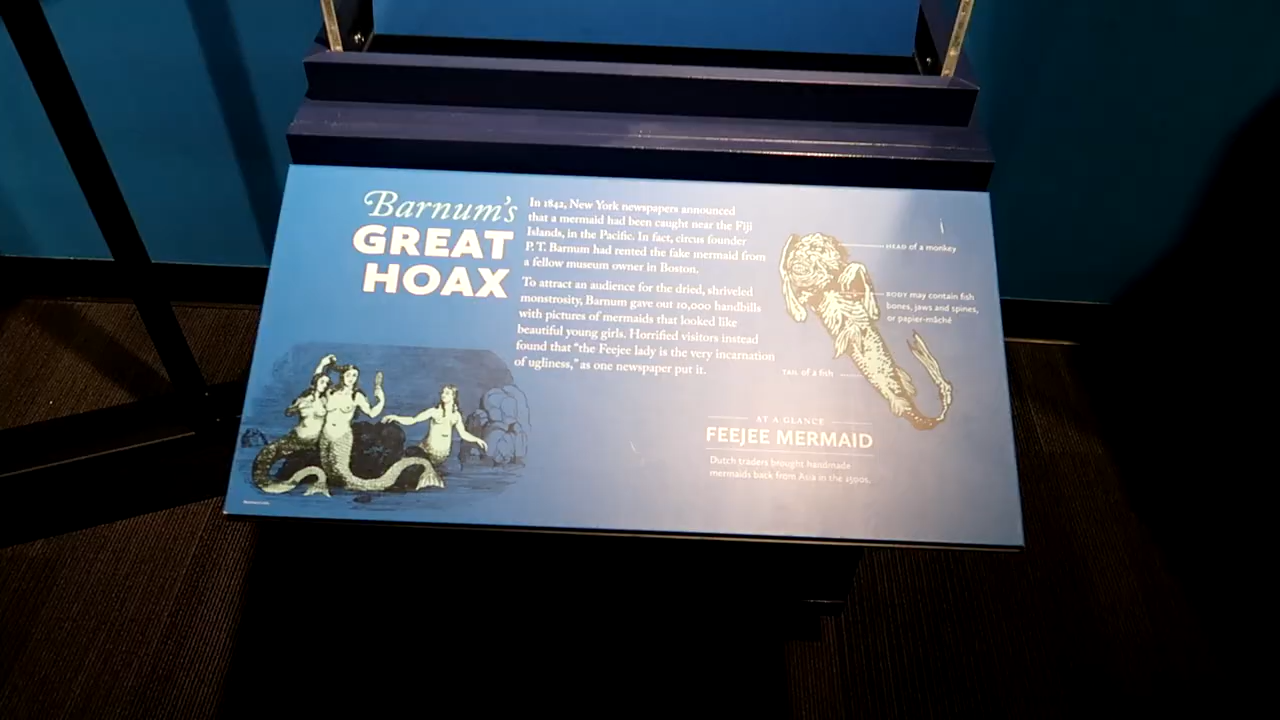 Barnum's
GREAT
HOAX
In 1842, New York newspapers announced
that a mermaid had been caught near the Fiji
Islands, in the Pacific. In fact, circus founder
P. T. Barnum had rented the fake mermaid from
a fellow museum owner in Boston.
To attract an audience for the dried, shriveled
monstrosity, Barnum gave out 10,000 handbills
with pictures of mermaids that looked like
beautiful young girls. Horrified visitors instead
found that "the Feejee lady is the very incarnation
of ugliness," as one newspaper put it.
HEAD of a monkey
BODY may contain fish
bones, jaws and spines,
or papier-mâché
TAIL of a fish
AT A GLANCE
FEEJEE MERMAID
Dutch traders brought handmade
mermaids back from Asia in the 1500s.